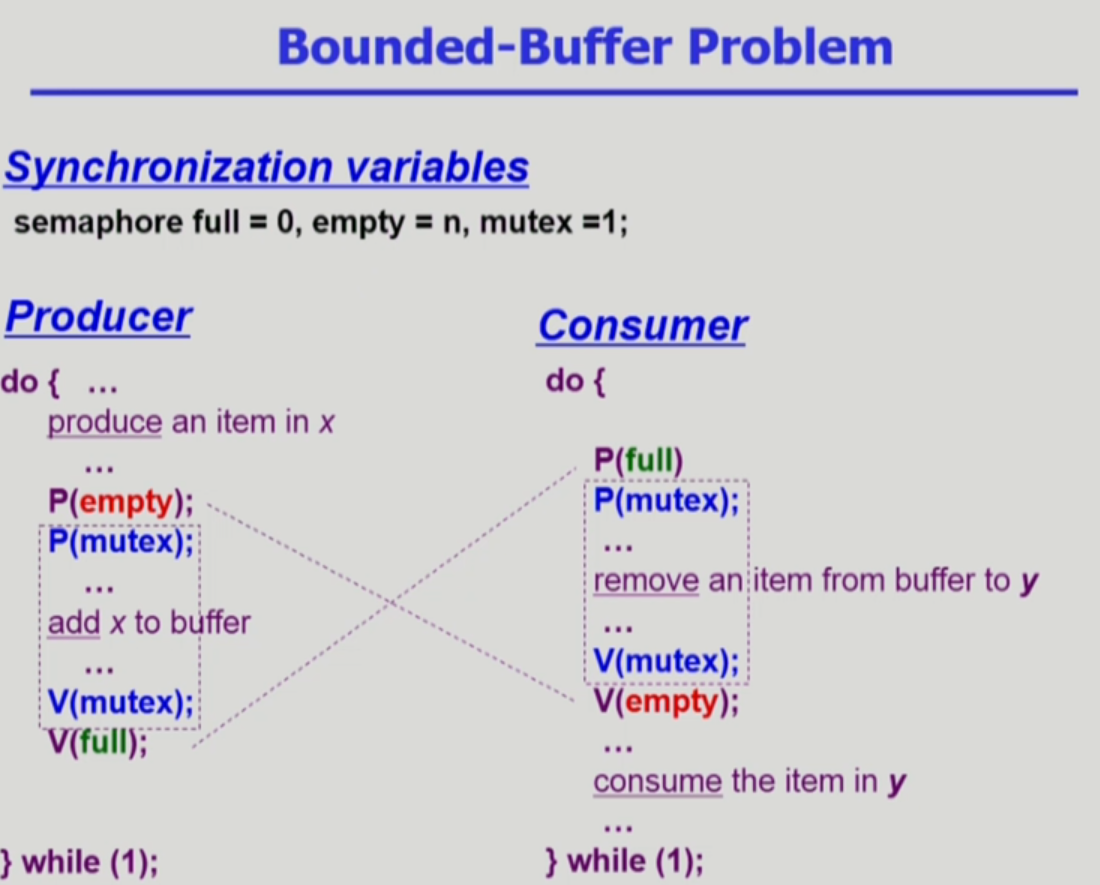 Bounded-Buffer Problem
Synchronization variables
semaphore full = 0, empty = n, mutex =1;
Producer
do { ...
produce an item in x
...
P(empty);
P(mutex);
...
add x to buffer
...
V(mutex);
V(full);
} while (1);
Consumer
do {
P(full)
P(mutex);
...
remove an item from buffer to y
...
V(mutex);
V(empty);
...
consume the item in y
...
} while (1);